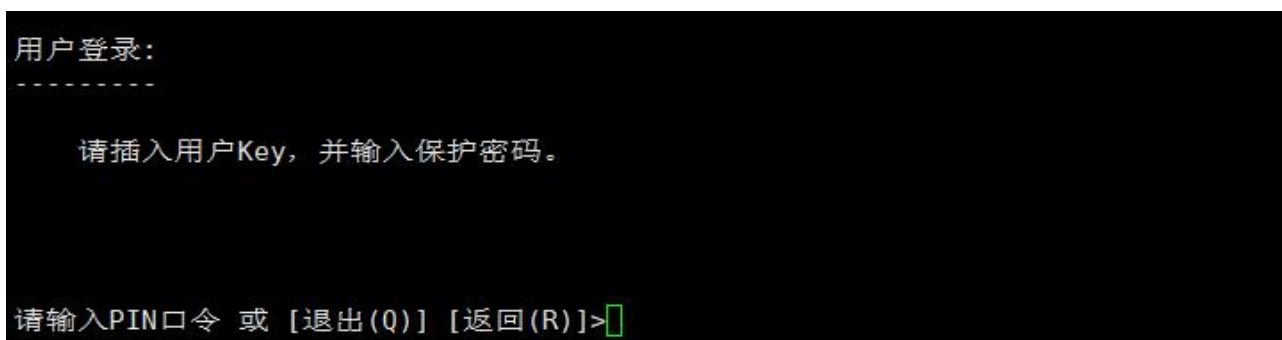 用户登录:
---------
请插入用户Key，并输入保护密码。
请输入PIN口令 或 [退出(Q)] [返回(R)]>